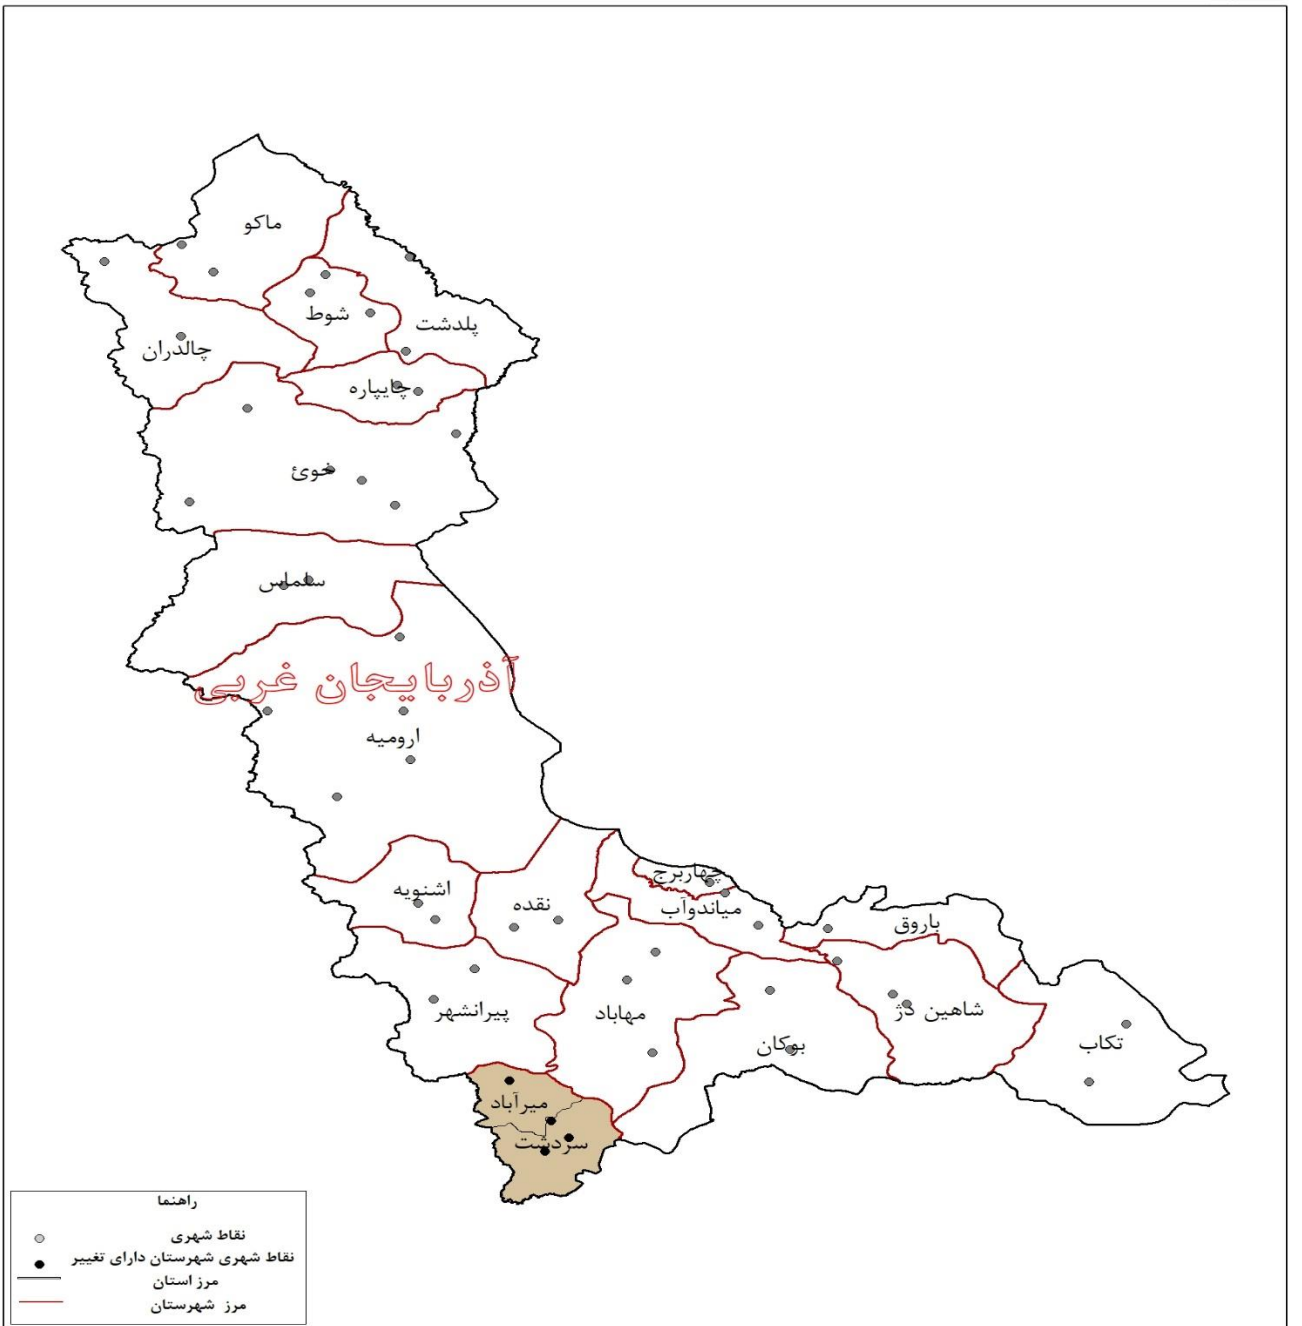 ماکو
شوط
پلدشت
چالدران
چایپاره
خوئ
سلماس
آذربایجان غربی
ارومیه
چهاربرج
اشنویه
نقده
میاندوآب
باروق
پیرانشهر
مهاباد
شاهین دژ
بوکان
تکاب
میرآباد
سردشت
راهنما
نقاط شهری
نقاط شهری شهرستان دارای تغییر
مرز استان
مرز شهرستان